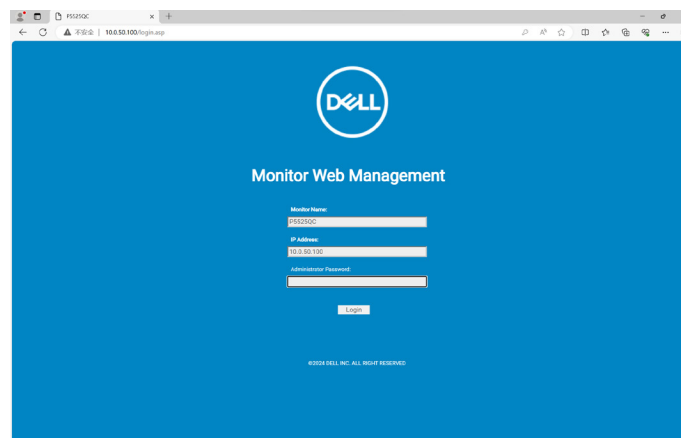 P5525QC
不安全 | 10.0.50.100/login.asp
DELL
Monitor Web Management
Monitor Name:
P5525QC
IP Address:
10.0.50.100
Administrator Password:
Login
©2024 DELL INC. ALL RIGHT RESERVED